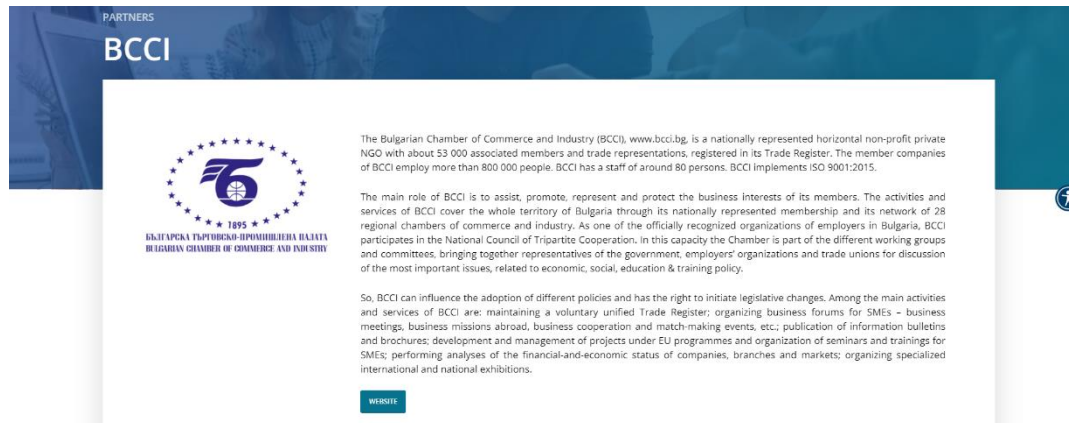 PARTNERS
BCCI
1895
БЪЛГАРСКА ТЪРГОВСКО-ПРОМИШЛЕНА ПАЛАТА
BULGARIAN CHAMBER OF COMMERCE AND INDUSTRY
The Bulgarian Chamber of Commerce and Industry (BCCI), www.bcci.bg, is a nationally represented horizontal non-profit private
NGO with about 53 000 associated members and trade representations, registered in its Trade Register. The member companies
of BCCI employ more than 800 000 people. BCCI has a staff of around 80 persons. BCCI implements ISO 9001:2015.
The main role of BCCI is to assist, promote, represent and protect the business interests of its members. The activities and
services of BCCI cover the whole territory of Bulgaria through its nationally represented membership and its network of 28
regional chambers of commerce and industry. As one of the officially recognized organizations of employers in Bulgaria, BCCI
participates in the National Council of Tripartite Cooperation. In this capacity the Chamber is part of the different working groups
and committees, bringing together representatives of the government, employers' organizations and trade unions for discussion
of the most important issues, related to economic, social, education & training policy.
So, BCCI can influence the adoption of different policies and has the right to initiate legislative changes. Among the main activities
and services of BCCI are: maintaining a voluntary unified Trade Register; organizing business forums for SMEs – business
meetings, business missions abroad, business cooperation and match-making events, etc.; publication of information bulletins
and brochures; development and management of projects under EU programmes and organization of seminars and trainings for
SMEs; performing analyses of the financial-and-economic status of companies, branches and markets; organizing specialized
international and national exhibitions.
WEBSITE